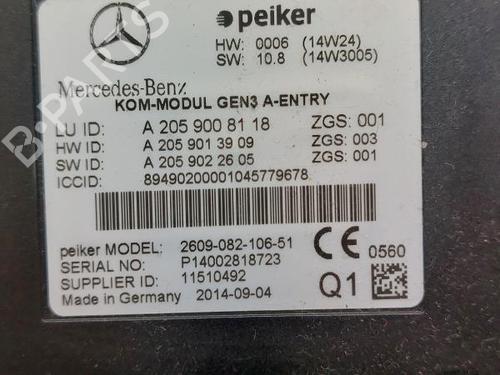 peiker
HW: 0006 (14W24)
SW: 10.8 (14W3005)
Mercedes-Benz
KOM-MODUL GEN3 A-ENTRY
LU ID: A 205 900 81 18 ZGS: 001
HW ID: A 205 901 39 09 ZGS: 003
SW ID: A 205 902 26 05 ZGS: 001
ICCID: 89490200001045779678
peiker MODEL: 2609-082-106-51
SERIAL NO: P14002818723
SUPPLIER ID: 11510492
Made in Germany 2014-09-04
CE 0560
Q1
B-PARTS